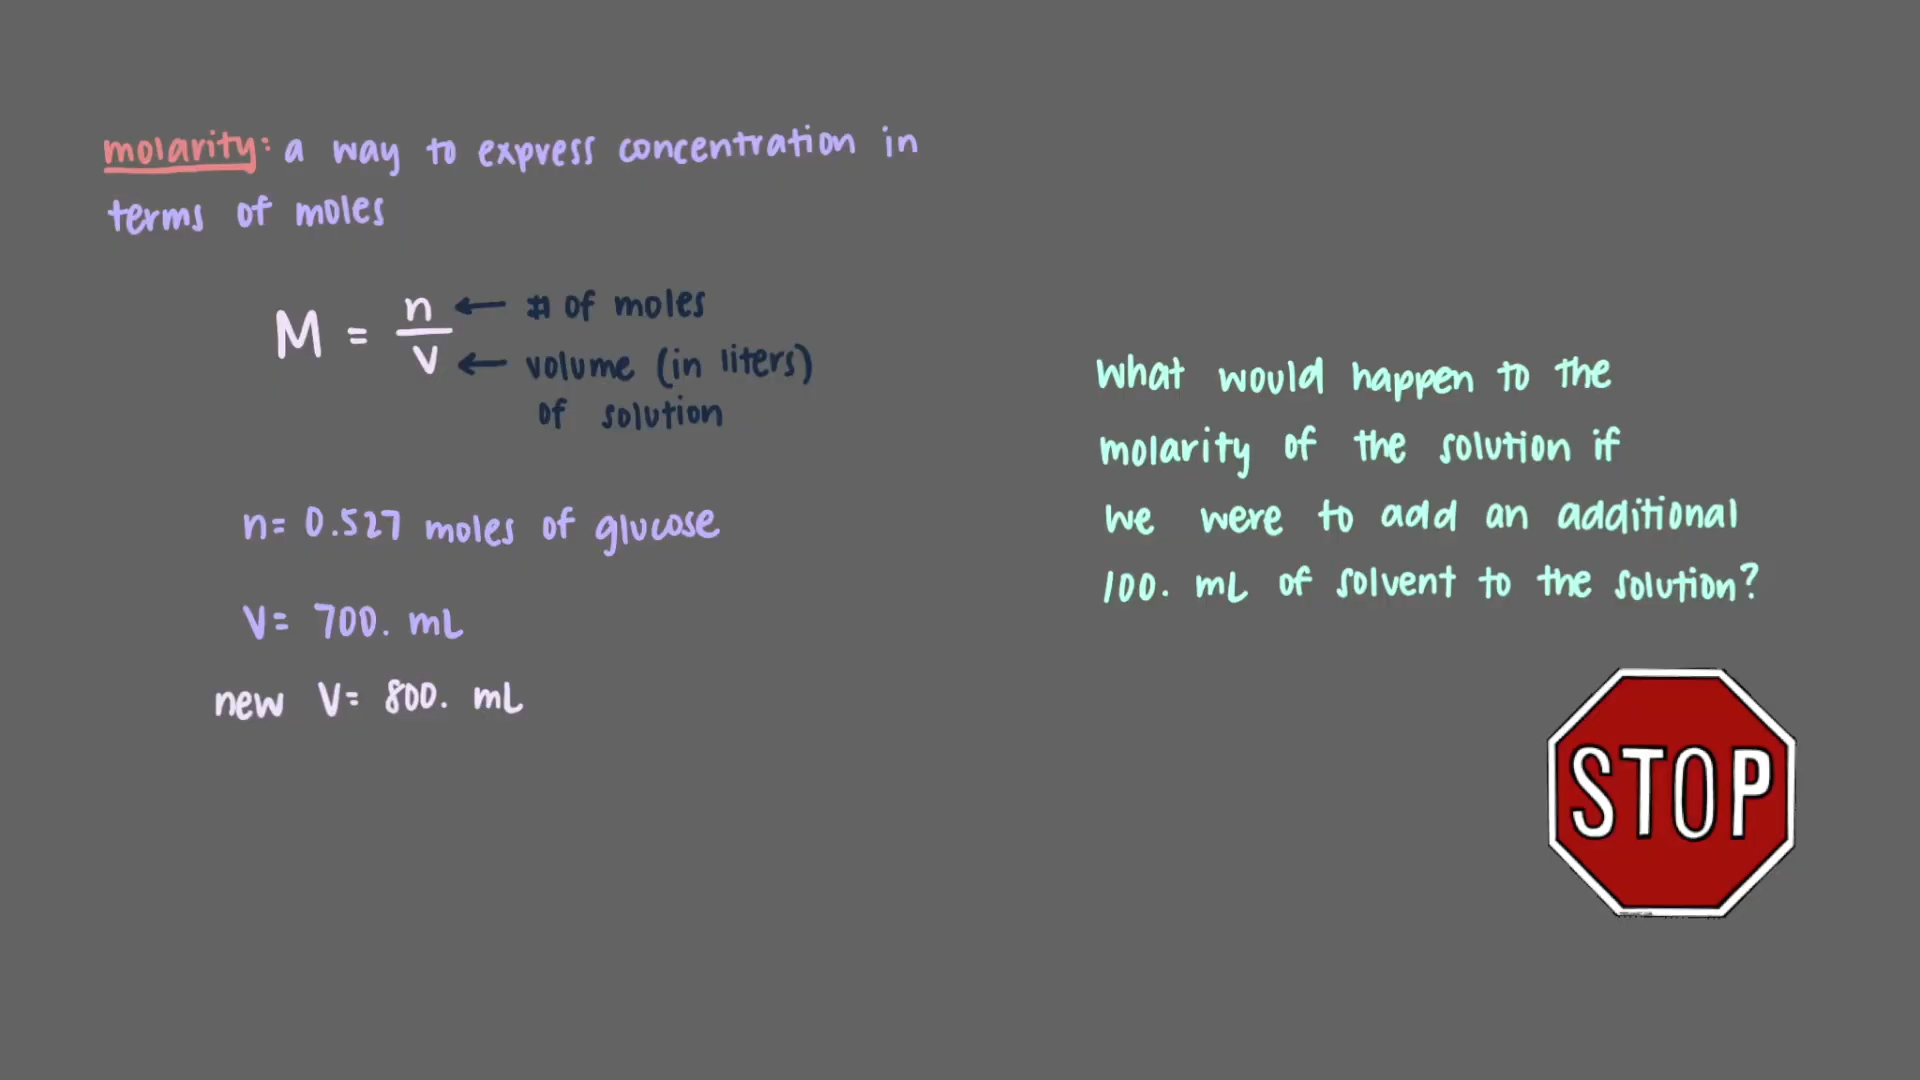 molarity: a way to express concentration in
terms of moles
M = n/v
← # of moles
← volume (in liters)
of solution
n= 0.527 moles of glucose
V= 700. mL
new V= 800. mL
What would happen to the
molarity of the solution if
we were to add an additional
100. mL of solvent to the solution?
STOP